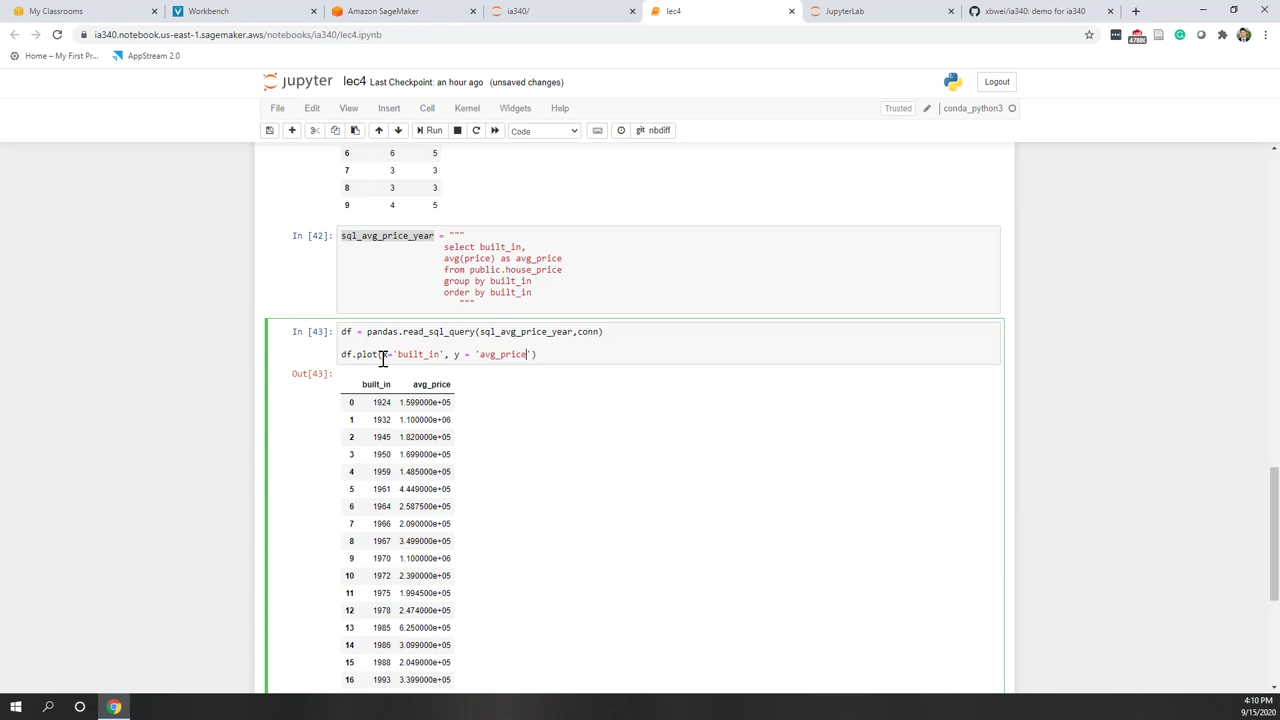 My Classrooms
Workbench
Amazon SageMaker
ia340/
lec4
JupyterLab
xbwei/ia340: demo for ia340
ia340.notebook.us-east-1.sagemaker.aws/notebooks/ia340/lec4.ipynb
Home – My First Pr...
AppStream 2.0
jupyter lec4 Last Checkpoint: an hour ago (unsaved changes)
Logout
File Edit View Insert Cell Kernel Widgets Help
Trusted
conda_python3
Run
Code
git nbdiff
6 6 5
7 3 3
8 3 3
9 4 5
In [42]: sql_avg_price_year = """
select built_in,
avg(price) as avg_price
from public.house_price
group by built_in
order by built_in
"""
In [43]: df = pandas.read_sql_query(sql_avg_price_year,conn)
df.plot(x='built_in', y = 'avg_price')
Out[43]:
built_in avg_price
0 1924 1.599000e+05
1 1932 1.100000e+06
2 1945 1.820000e+05
3 1950 1.699000e+05
4 1959 1.485000e+05
5 1961 4.449000e+05
6 1964 2.587500e+05
7 1966 2.090000e+05
8 1967 3.499000e+05
9 1970 1.100000e+06
10 1972 2.390000e+05
11 1975 1.994500e+05
12 1978 2.474000e+05
13 1985 6.250000e+05
14 1986 3.099000e+05
15 1988 2.049000e+05
16 1993 3.399000e+05
4:10 PM
9/15/2020